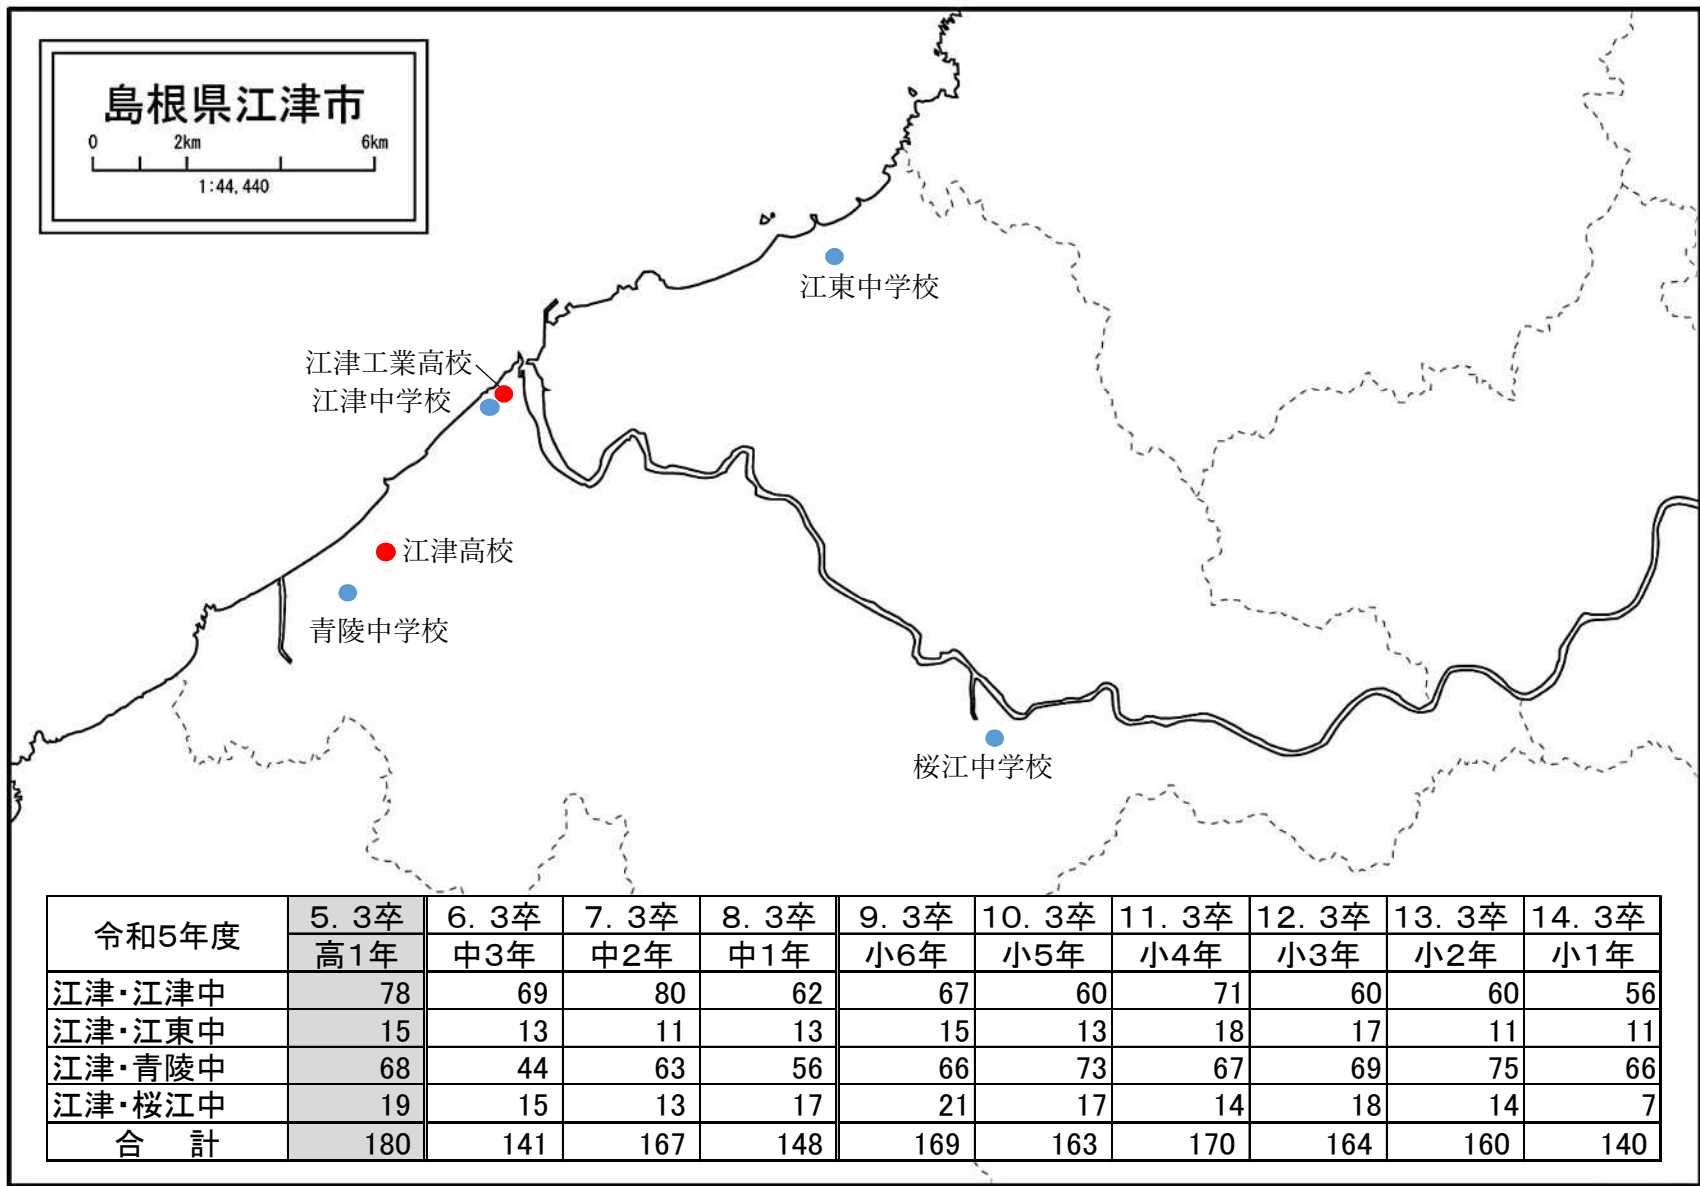 島根県江津市
0 2km 6km
1:44,440
江東中学校
江津工業高校
江津中学校
江津高校
青陵中学校
桜江中学校
令和5年度 5.3卒 6.3卒 7.3卒 8.3卒 9.3卒 10.3卒 11.3卒 12.3卒 13.3卒 14.3卒
高1年 中3年 中2年 中1年 小6年 小5年 小4年 小3年 小2年 小1年
江津・江津中 78 69 80 62 67 60 71 60 60 56
江津・江東中 15 13 11 13 15 13 18 17 11 11
江津・青陵中 68 44 63 56 66 73 67 69 75 66
江津・桜江中 19 15 13 17 21 17 14 18 14 7
合 計 180 141 167 148 169 163 170 164 160 140